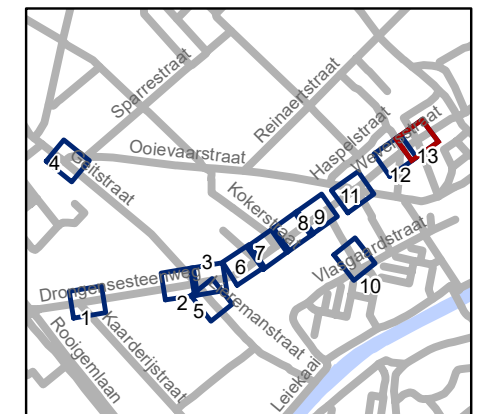 Sparrestraat
Reinaertstraat
Haspelstraat
Weversstraat
13
12
4
Geitstraat
Ooievaarstraat
Kokerstraat
11
8
9
7
6
3
Vlasgaardstraat
10
Drongensesteenweg
2
5
1
Rooigemlaan
Kaarderijstraat
Leiekaai